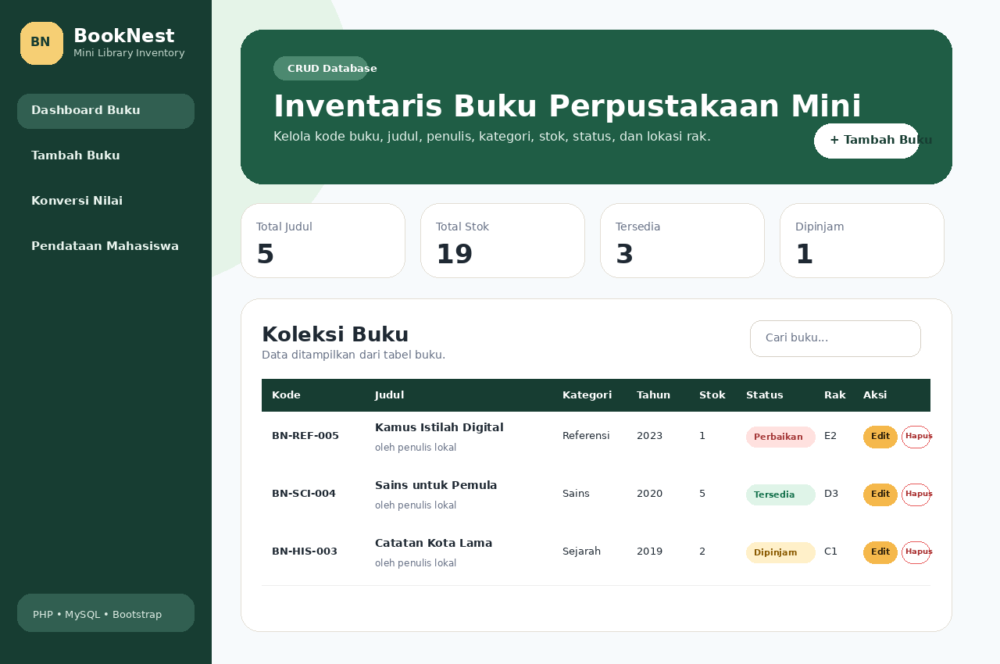 BN
BookNest
Mini Library Inventory
Dashboard Buku
Tambah Buku
Konversi Nilai
Pendataan Mahasiswa
PHP • MySQL • Bootstrap
CRUD Database
Inventaris Buku Perpustakaan Mini
Kelola kode buku, judul, penulis, kategori, stok, status, dan lokasi rak.
+ Tambah Buku
Total Judul
5
Total Stok
19
Tersedia
3
Dipinjam
1
Koleksi Buku
Data ditampilkan dari tabel buku.
Cari buku...
Kode Judul Kategori Tahun Stok Status Rak Aksi
BN-REF-005 Kamus Istilah Digital Referensi 2023 1 Perbaikan E2 Edit Hapus
oleh penulis lokal
BN-SCI-004 Sains untuk Pemula Sains 2020 5 Tersedia D3 Edit Hapus
oleh penulis lokal
BN-HIS-003 Catatan Kota Lama Sejarah 2019 2 Dipinjam C1 Edit Hapus
oleh penulis lokal